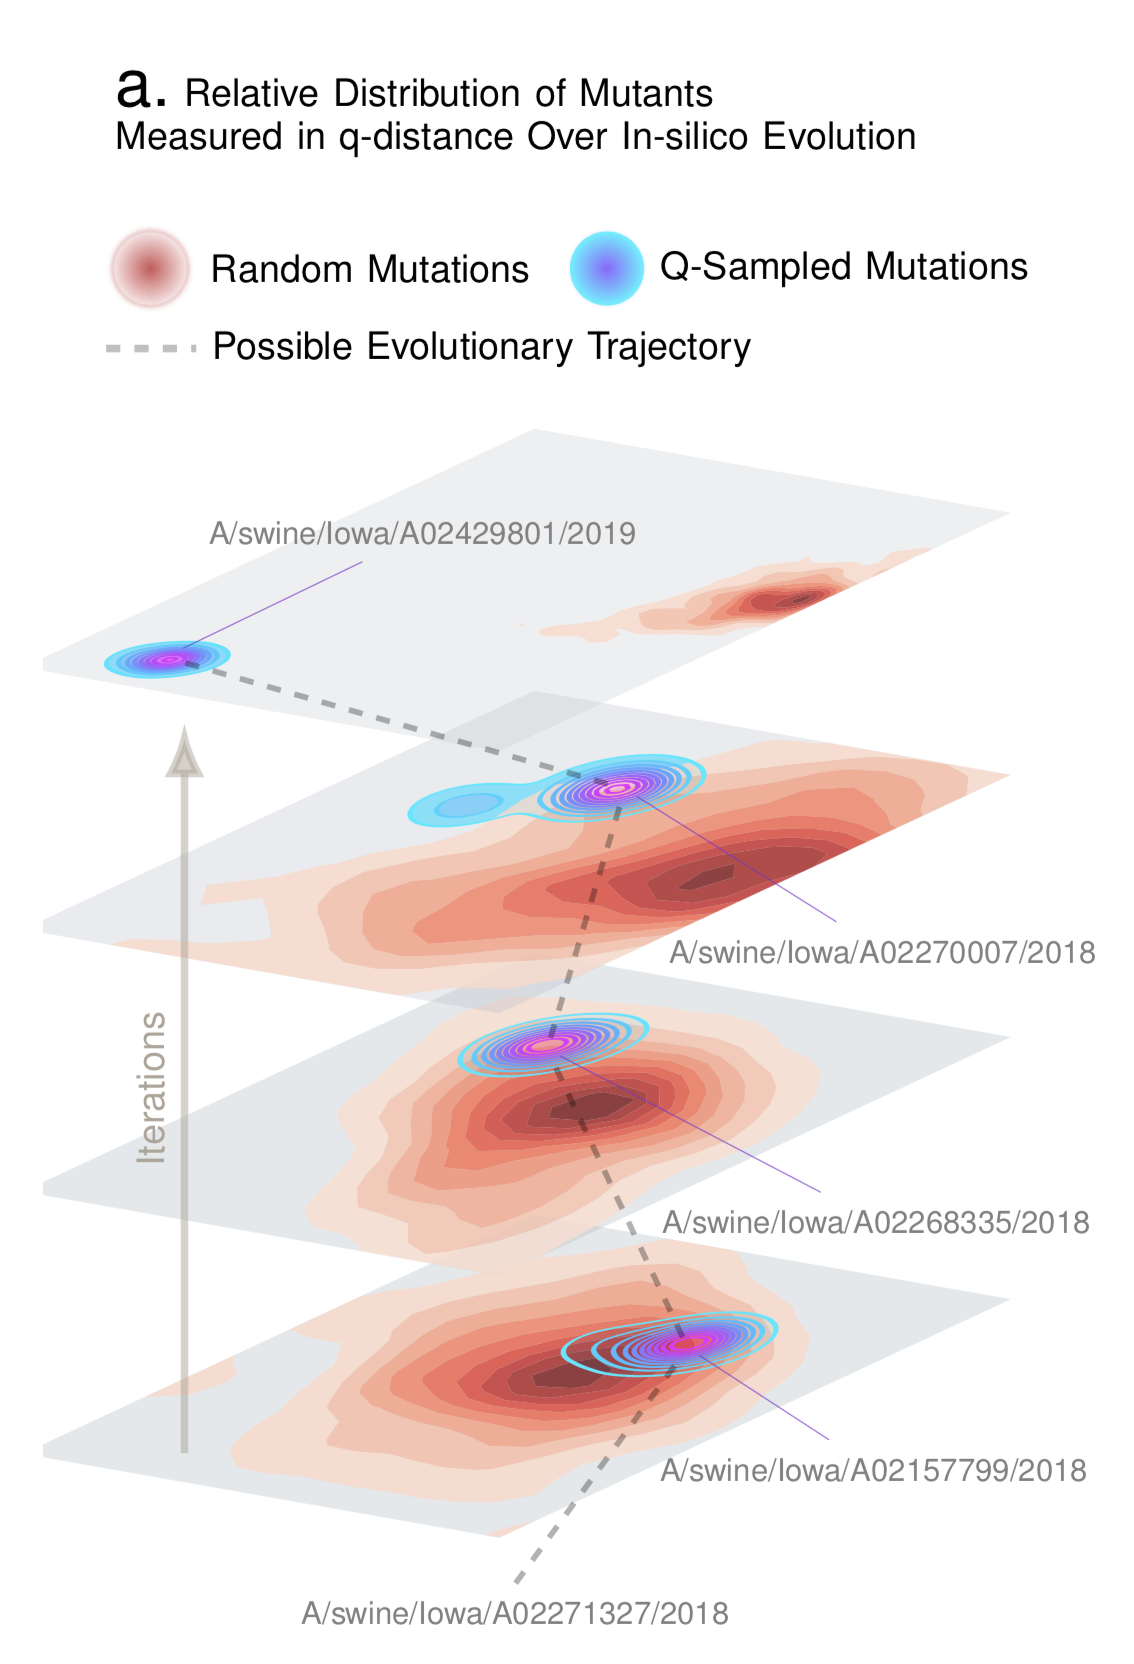 a. Relative Distribution of Mutants
Measured in q-distance Over In-silico Evolution
Random Mutations
Q-Sampled Mutations
Possible Evolutionary Trajectory
A/swine/Iowa/A02429801/2019
A/swine/Iowa/A02270007/2018
Iterations
A/swine/Iowa/A02268335/2018
A/swine/Iowa/A02157799/2018
A/swine/Iowa/A02271327/2018